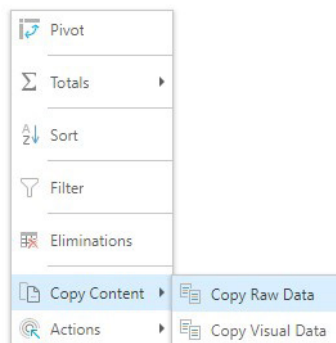 Pivot
Totals
Sort
Filter
Eliminations
Copy Content
Copy Raw Data
Actions
Copy Visual Data